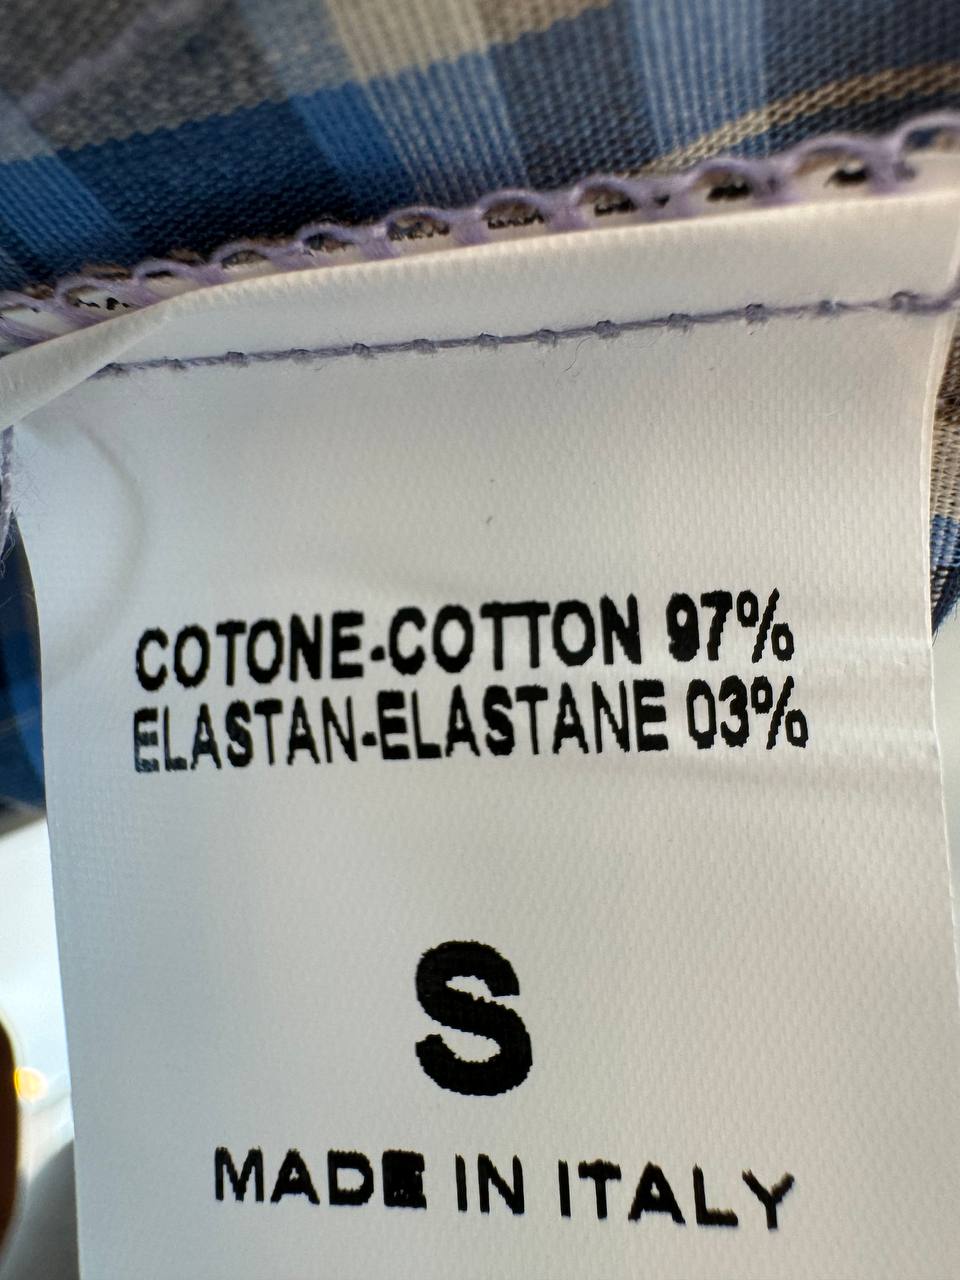 COTONE-COTTON 97%
ELASTAN-ELASTANE 03%
S
MADE IN ITALY